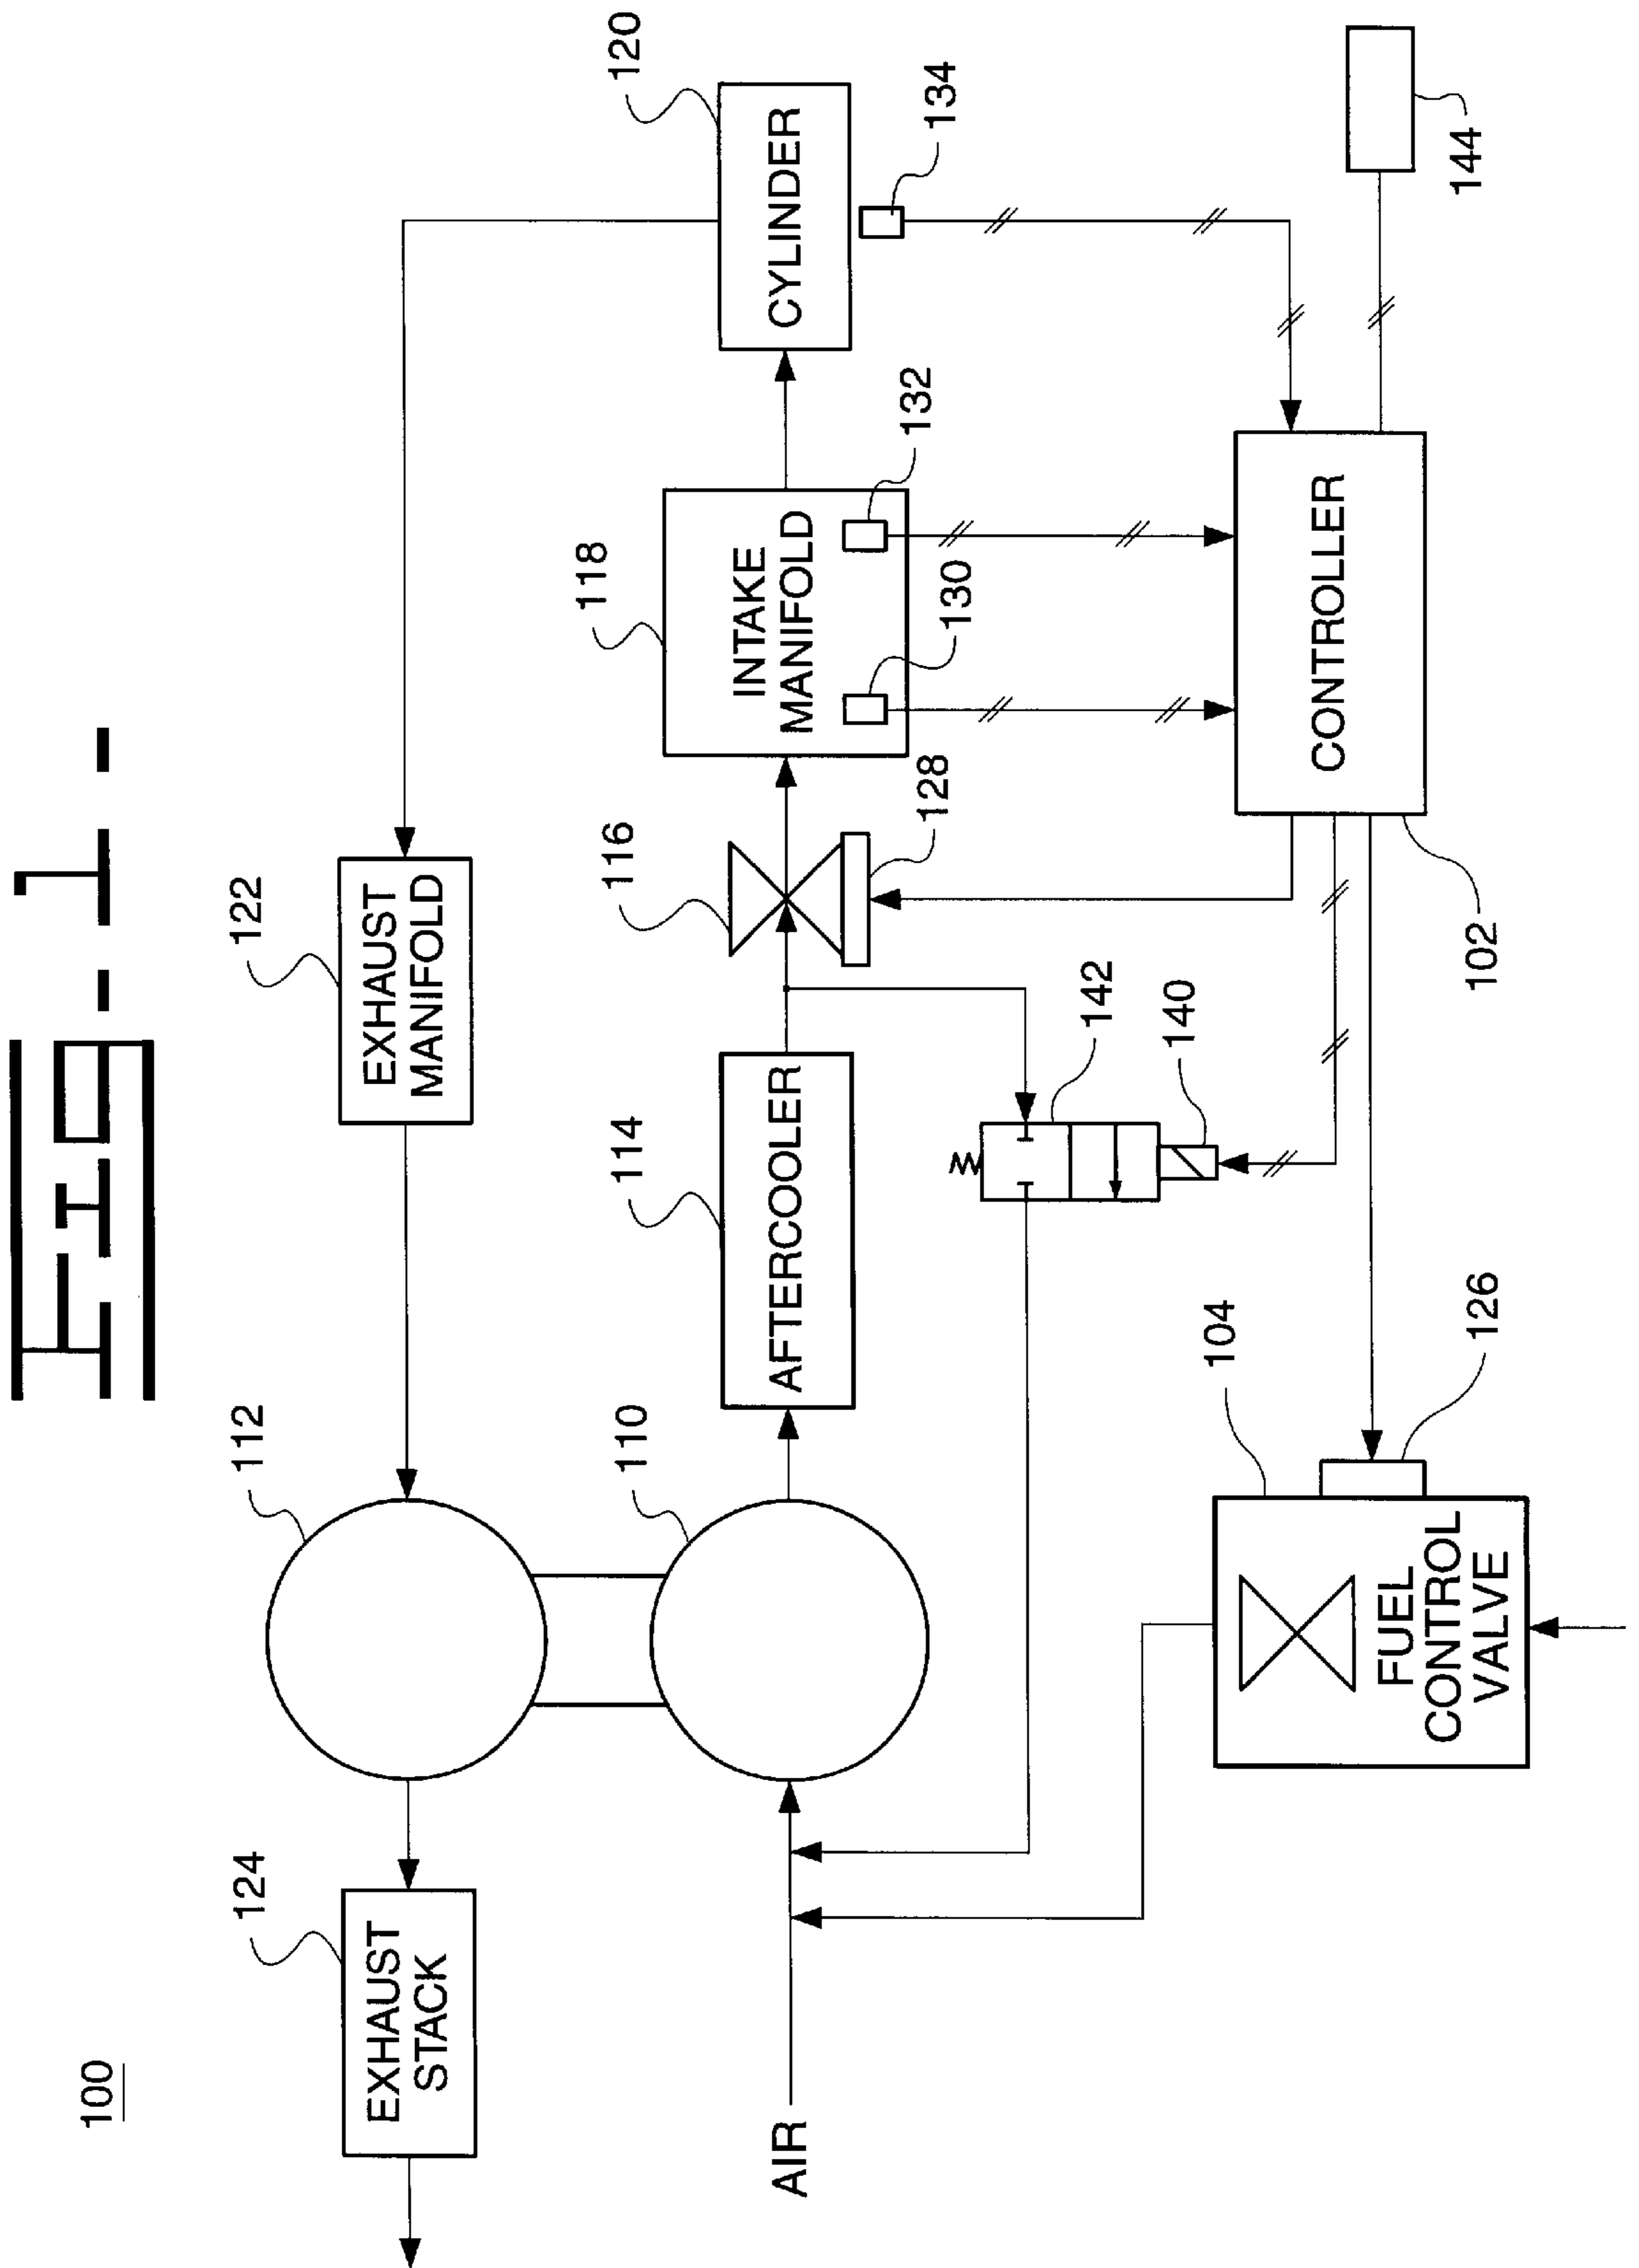 FIG. 1.
100
124
EXHAUST
STACK
112
122
EXHAUST
MANIFOLD
AIR
110
114
AFTERCOOLER
116
128
118
INTAKE
MANIFOLD
130
132
120
CYLINDER
134
142
140
104
FUEL
CONTROL
VALVE
126
102
CONTROLLER
144